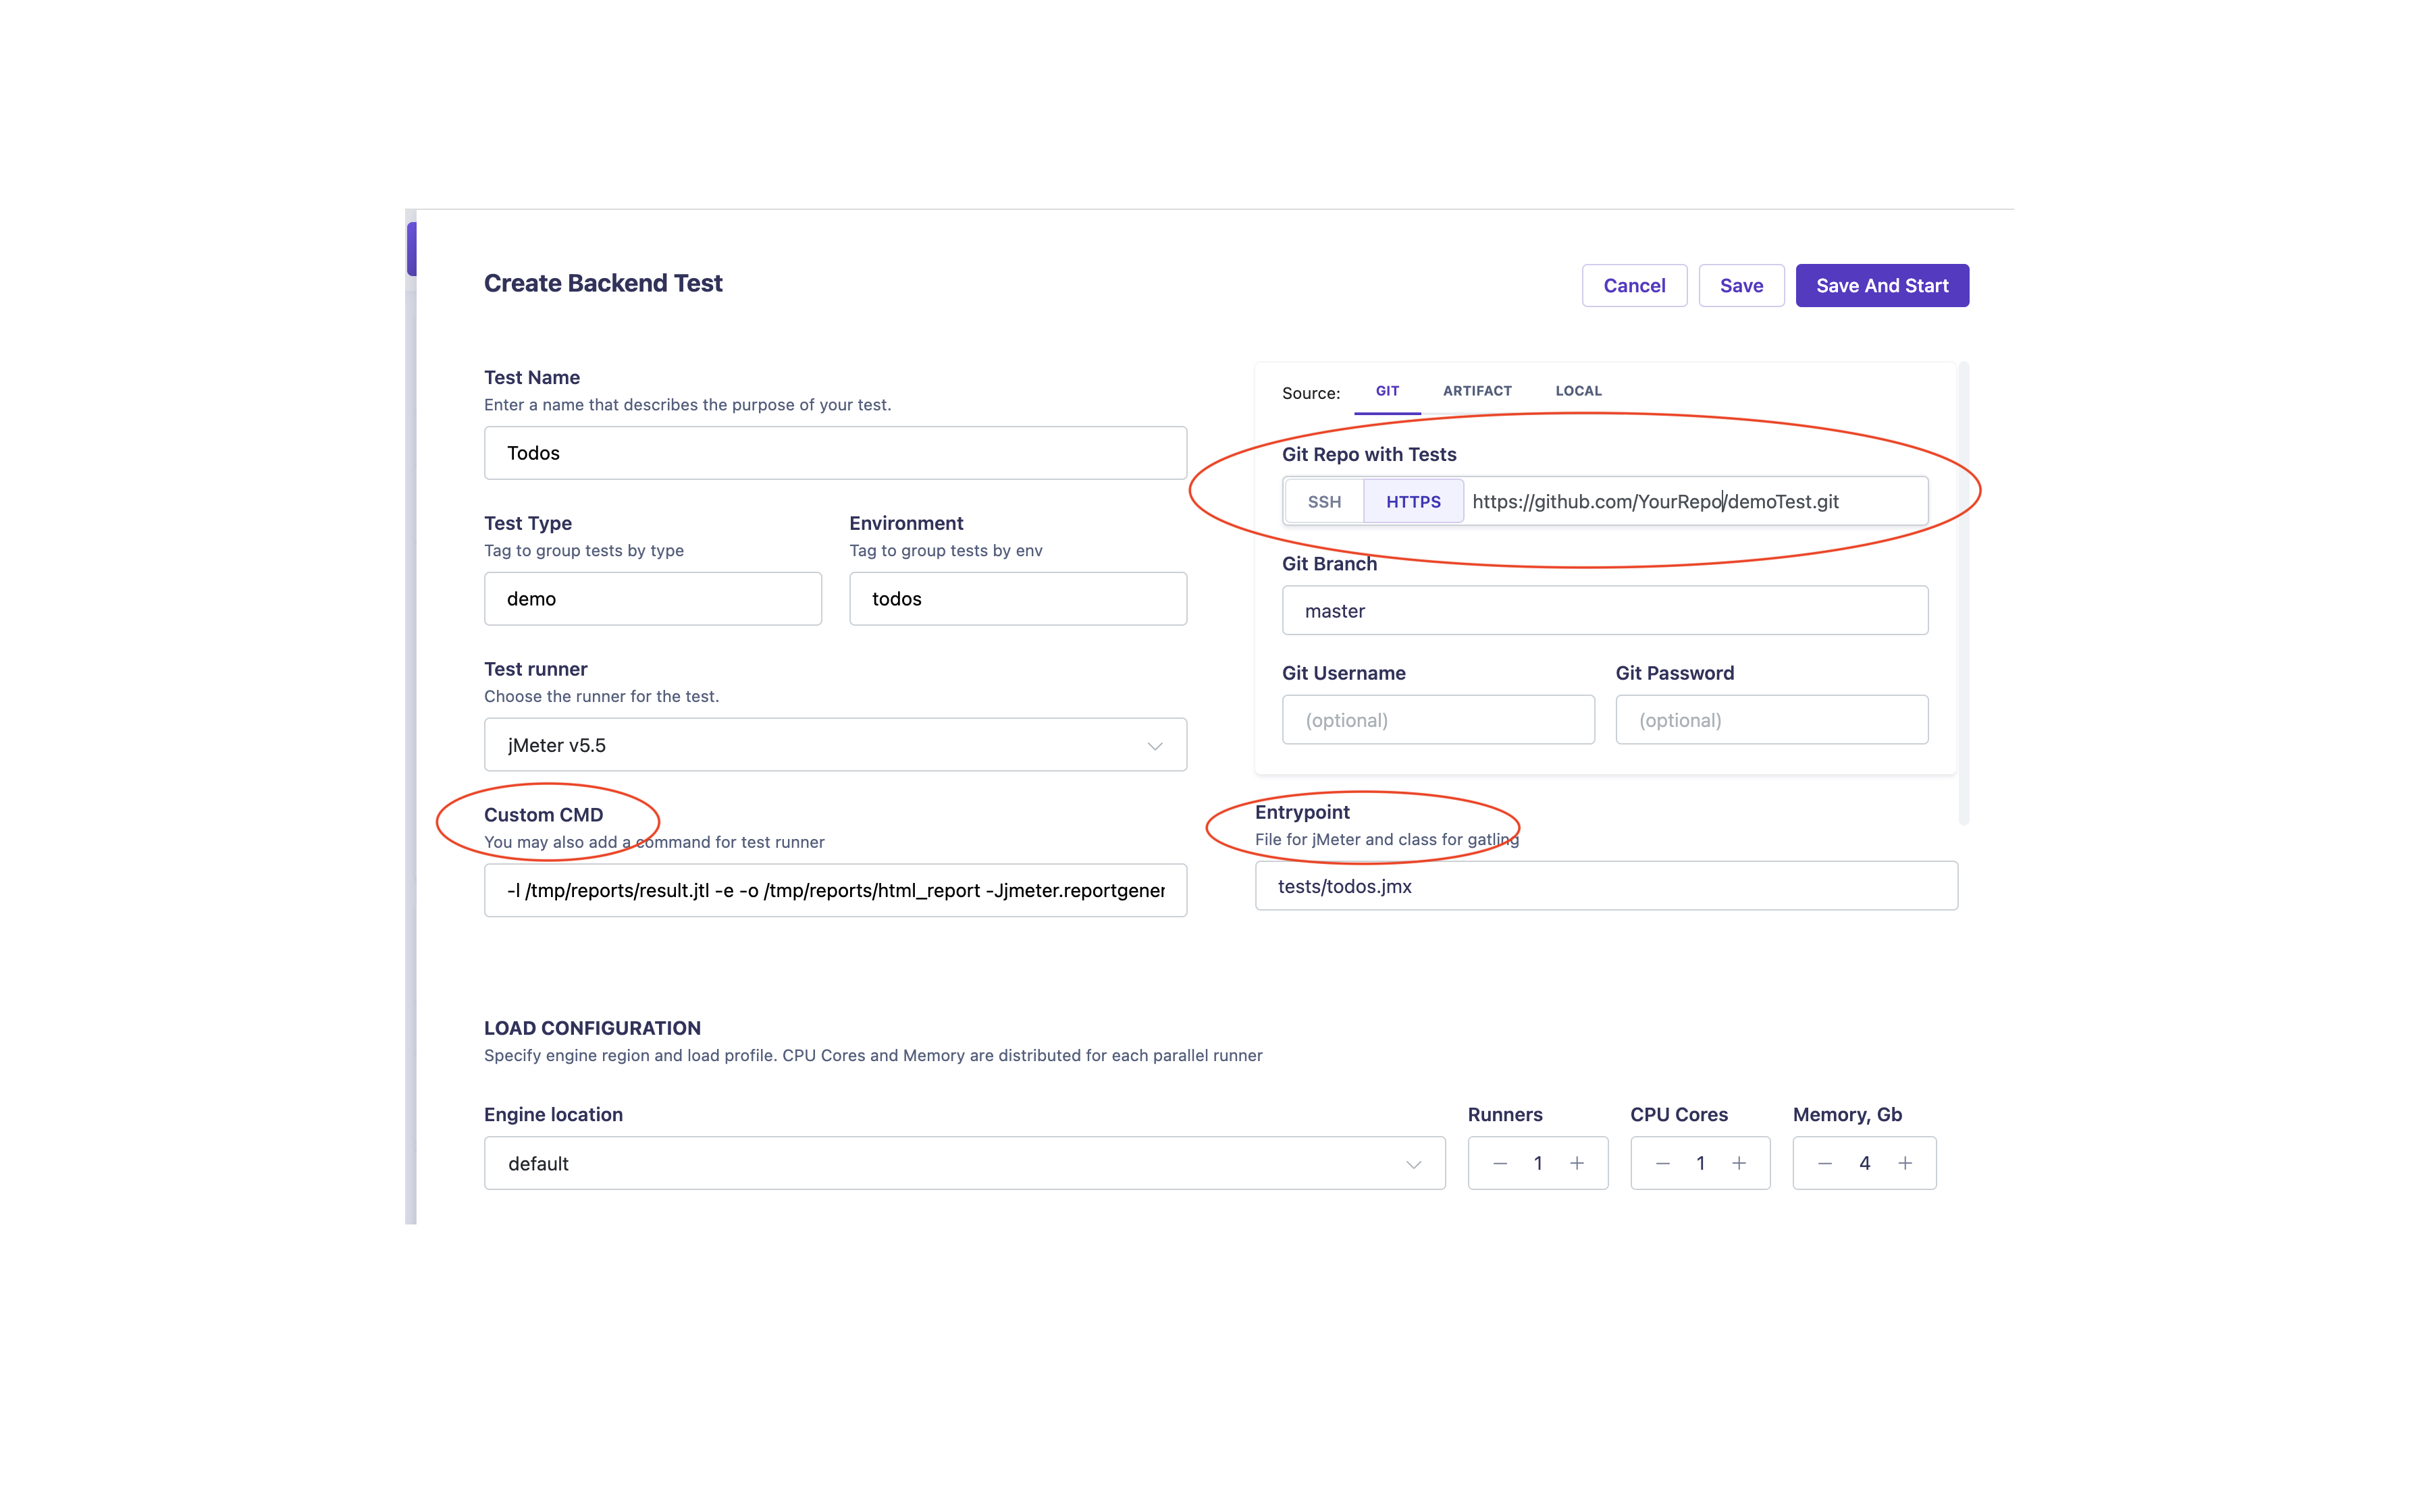 Create Backend Test
Cancel
Save
Save And Start
Test Name
Enter a name that describes the purpose of your test.
Todos
Test Type
Tag to group tests by type
demo
Environment
Tag to group tests by env
todos
Test runner
Choose the runner for the test.
jMeter v5.5
Custom CMD
You may also add a command for test runner
-l /tmp/reports/result.jtl -e -o /tmp/reports/html_report -Jjmeter.reportgener
Source:
GIT
ARTIFACT
LOCAL
Git Repo with Tests
SSH
HTTPS
https://github.com/YourRepo/demoTest.git
Git Branch
master
Git Username
(optional)
Git Password
(optional)
Entrypoint
File for jMeter and class for gatling
tests/todos.jmx
LOAD CONFIGURATION
Specify engine region and load profile. CPU Cores and Memory are distributed for each parallel runner
Engine location
default
Runners
— 1 +
CPU Cores
— 1 +
Memory, Gb
— 4 +